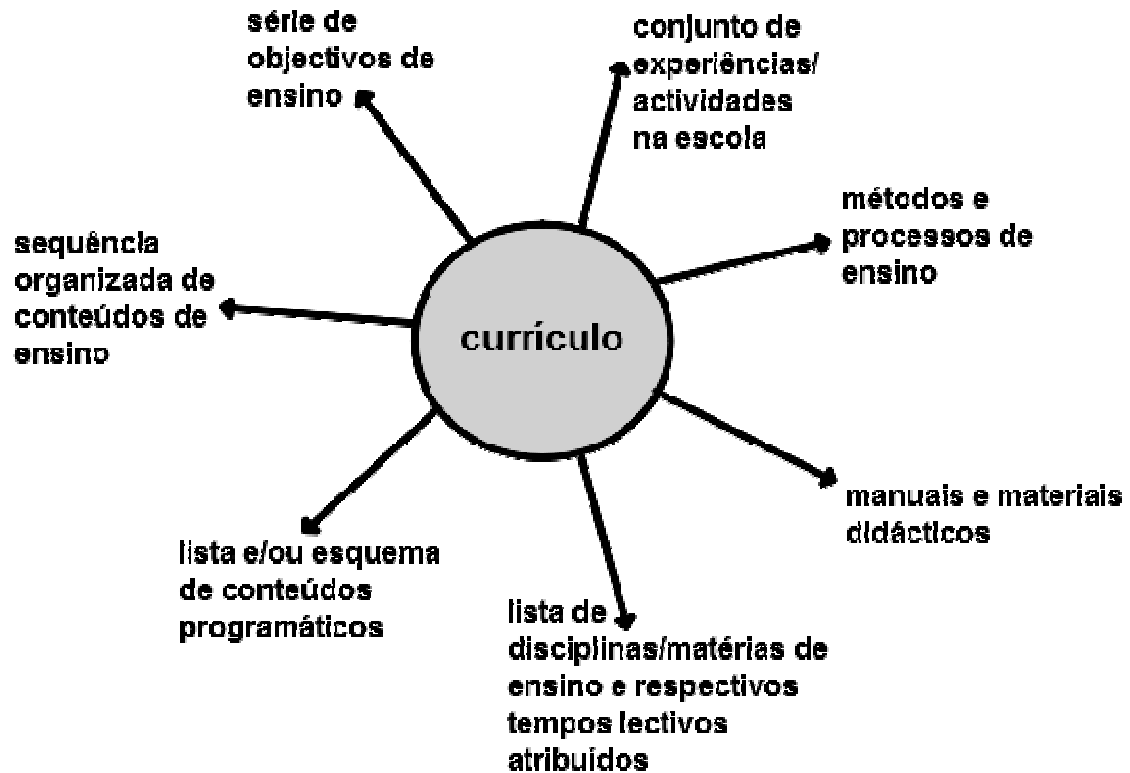 série de
objectivos de
ensino
conjunto de
experiências/
actividades
na escola
métodos e
processos de
ensino
sequência
organizada de
conteúdos de
ensino
currículo
manuais e materiais
didácticos
lista e/ou esquema
de conteúdos
programáticos
lista de
disciplinas/matérias de
ensino e respectivos
tempos lectivos
atribuídos